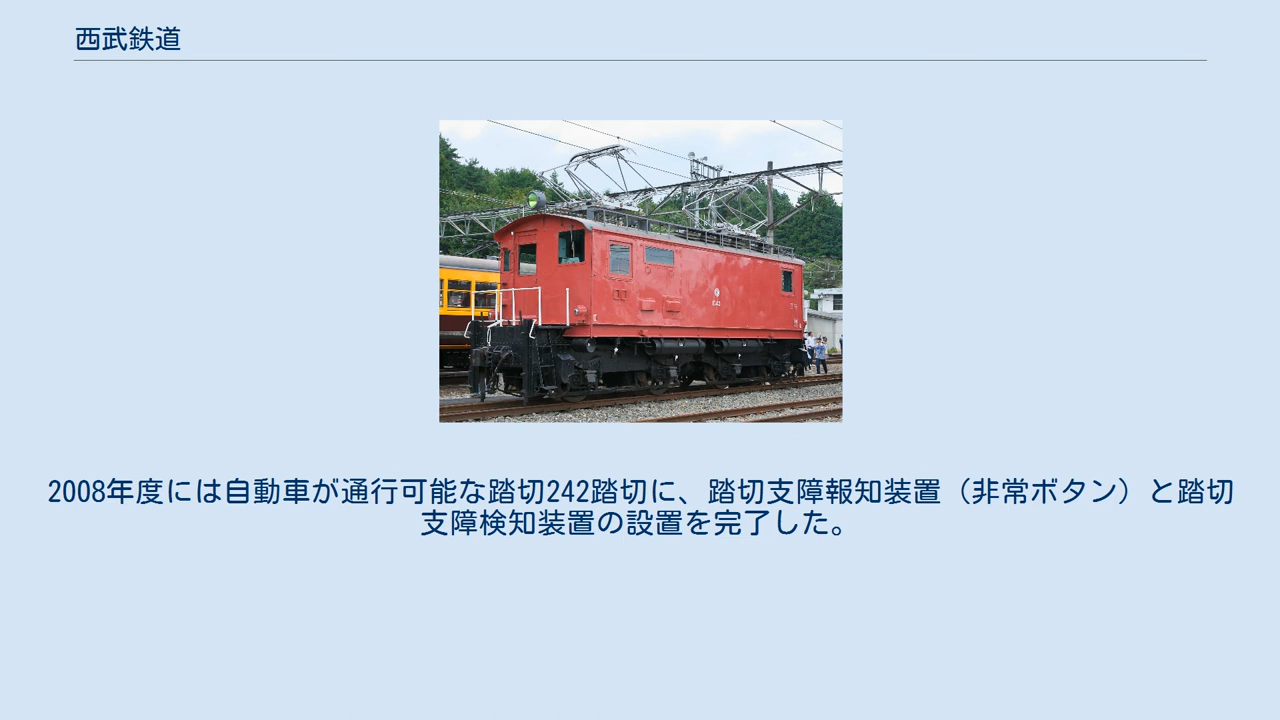 西武鉄道
2008年度には自動車が通行可能な踏切242踏切に、踏切支障報知装置（非常ボタン）と踏切
支障検知装置の設置を完了した。